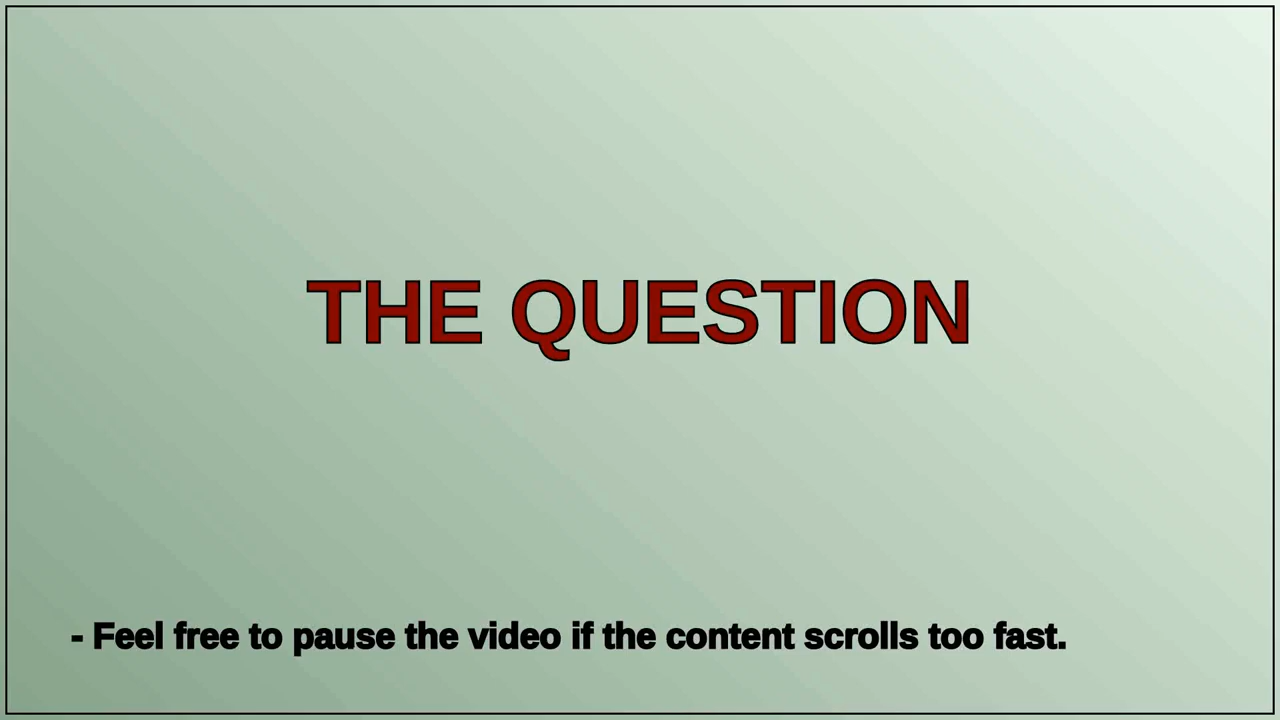 THE QUESTION
- Feel free to pause the video if the content scrolls too fast.